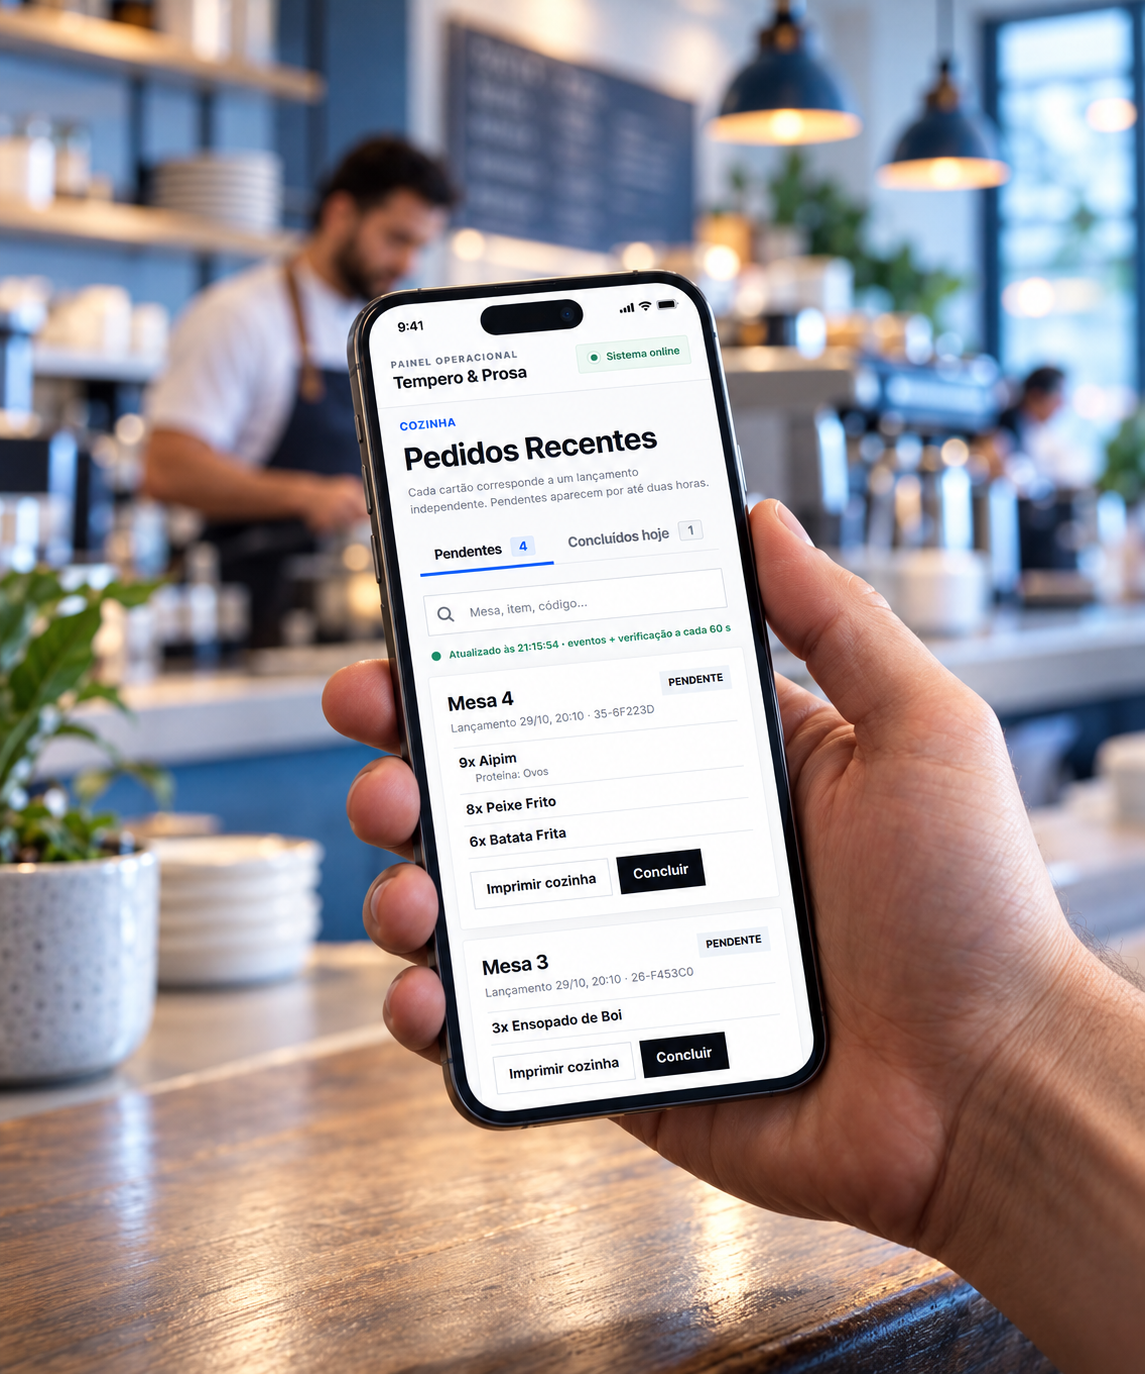 9:41
PAINEL OPERACIONAL
Tempero & Prosa
Sistema online
COZINHA
Pedidos Recentes
Cada cartão corresponde a um lançamento
independente. Pendentes aparecem por até duas horas.
Pendentes 4 Concluídos hoje 1
Mesa, item, código...
Atualizado às 21:15:54 · eventos + verificação a cada 60 s
Mesa 4 PENDENTE
Lançamento 29/10, 20:10 · 35-6F223D
9x Aipim
Proteína: Ovos
8x Peixe Frito
6x Batata Frita
Imprimir cozinha Concluir
Mesa 3 PENDENTE
Lançamento 29/10, 20:10 · 26-F453C0
3x Ensopado de Boi
Imprimir cozinha Concluir